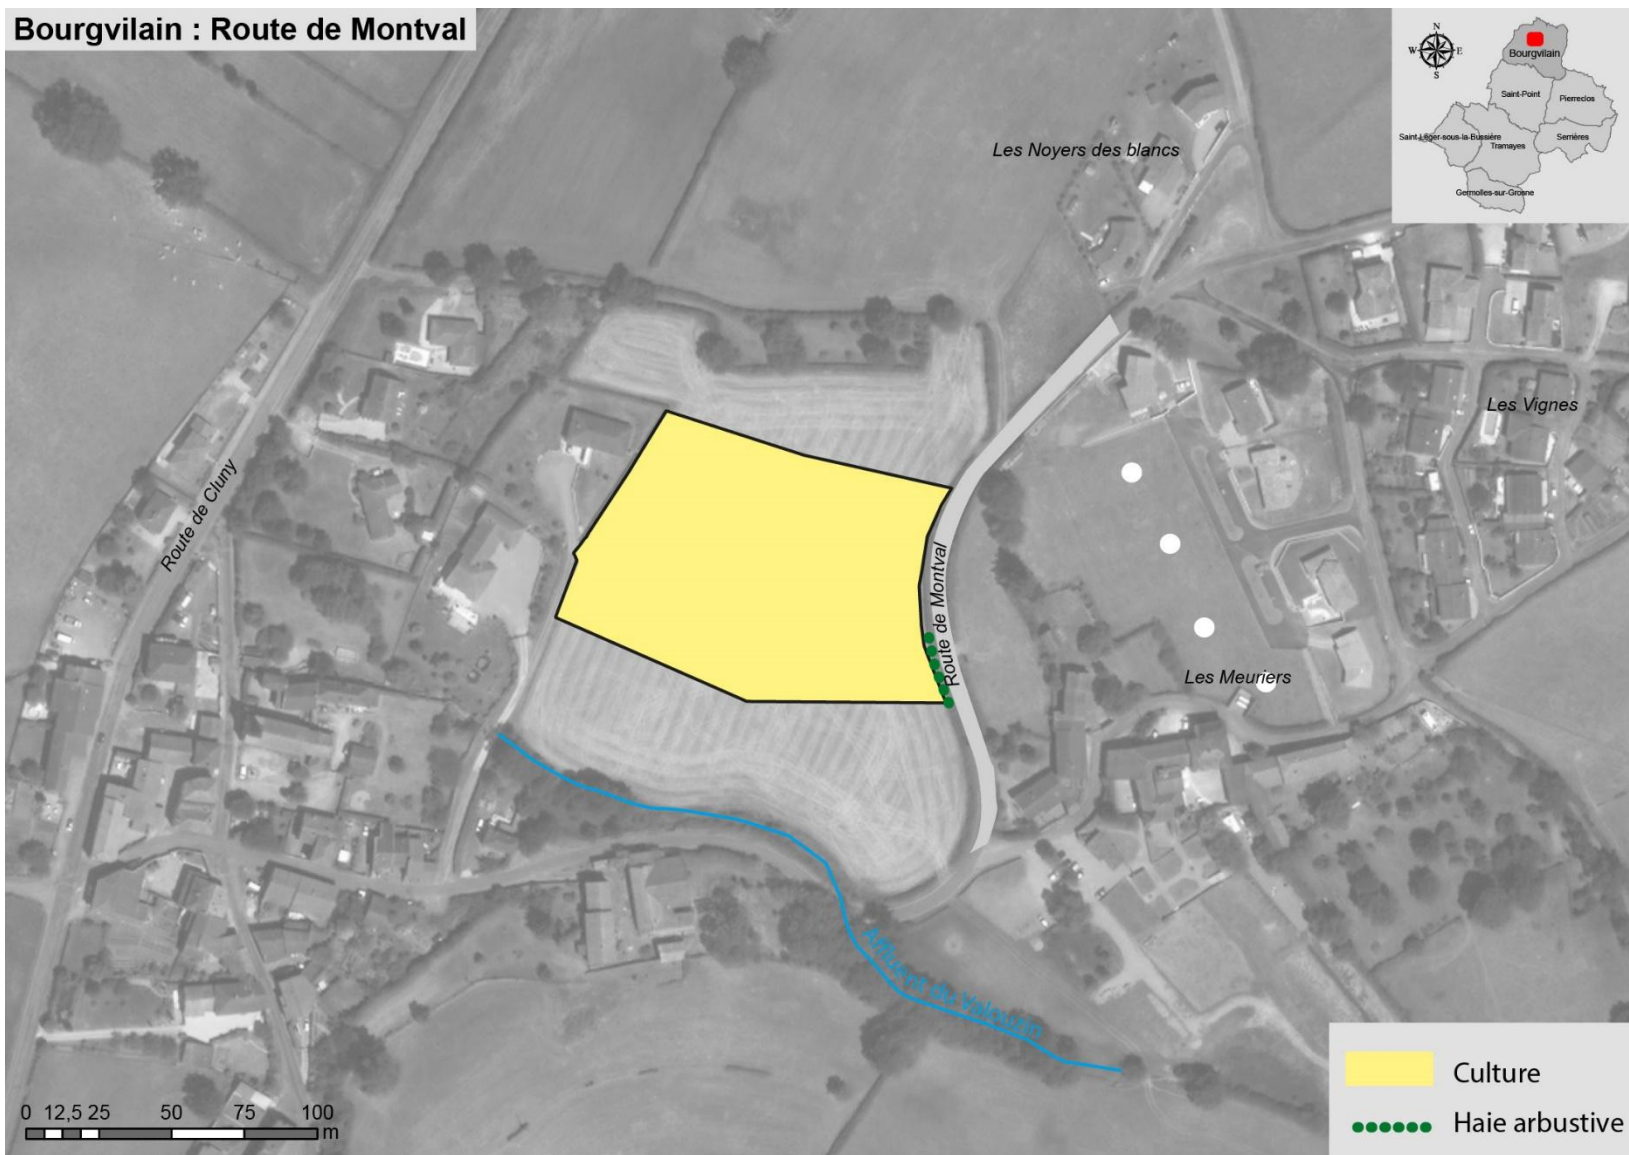 Bourgvilain : Route de Montval
N
W
E
S
Bourgvilain
Saint-Point
Pierreclos
Saint-Léger-sous-la-Bussière
Serrières
Tramayes
Germolles-sur-Grosne
Les Noyers des blancs
Les Vignes
Route de Cluny
Route de Montval
Les Meuriers
Affluent du Valouzin
Culture
Haie arbustive
0 12,5 25 50 75 100
m